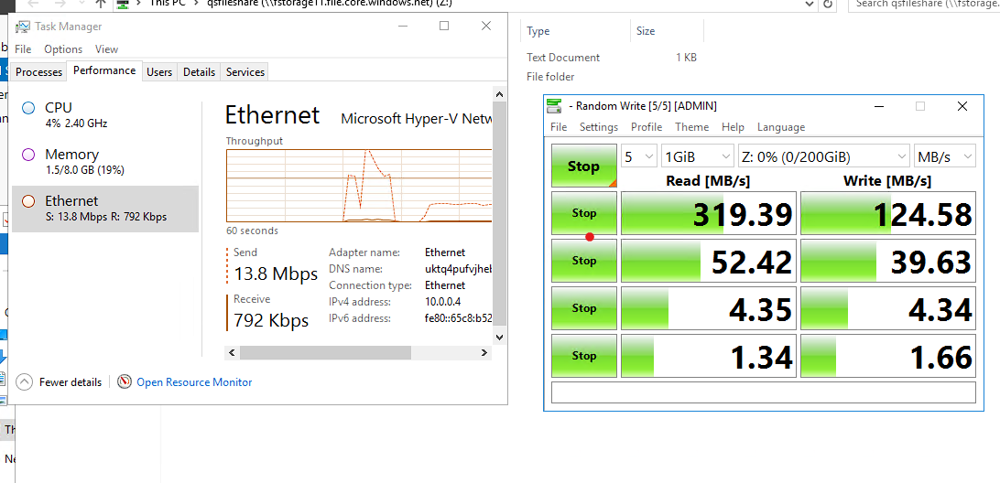 This PC
qsfileshare (\\fstorage11.file.core.windows.net) (Z:)
Search qsfileshare (\\fstorage
Task Manager
File Options View
Processes Performance Users Details Services
CPU
4% 2.40 GHz
Memory
1.5/8.0 GB (19%)
Ethernet
S: 13.8 Mbps R: 792 Kbps
Ethernet Microsoft Hyper-V Netw
Throughput
60 seconds
Send
13.8 Mbps
Receive
792 Kbps
Adapter name: Ethernet
DNS name: uktq4pufvjheb
Connection type: Ethernet
IPv4 address: 10.0.0.4
IPv6 address: fe80::65c8:b52
Fewer details Open Resource Monitor
Type Size
Text Document 1 KB
File folder
- Random Write [5/5] [ADMIN]
File Settings Profile Theme Help Language
Stop 5 1GiB Z: 0% (0/200GiB) MB/s
Read [MB/s] Write [MB/s]
Stop 319.39 124.58
Stop 52.42 39.63
Stop 4.35 4.34
Stop 1.34 1.66
Th
Ne